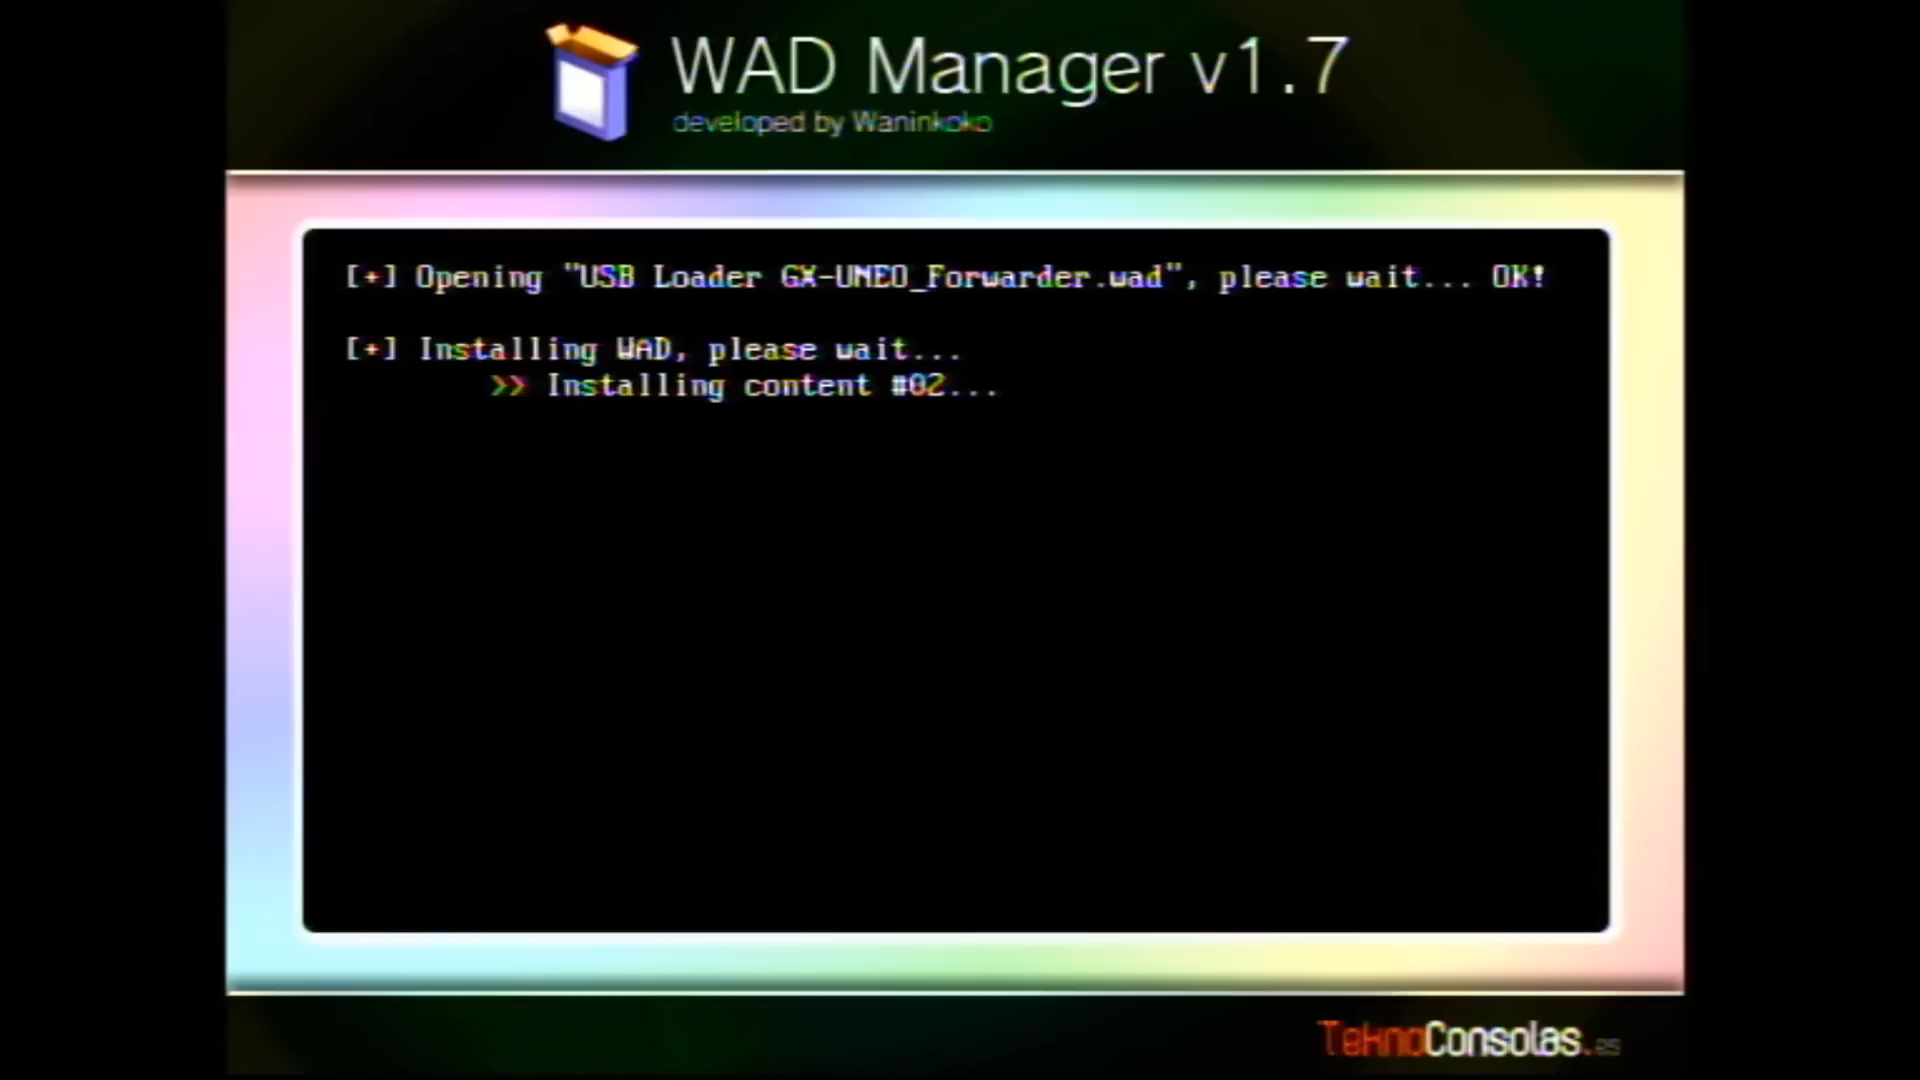 WAD Manager v1.7
developed by Waninkoko
[+] Opening "USB Loader GX-UNEO_Forwarder.wad", please wait... OK!
[+] Installing WAD, please wait...
>> Installing content #02...
TeknoConsolas.es